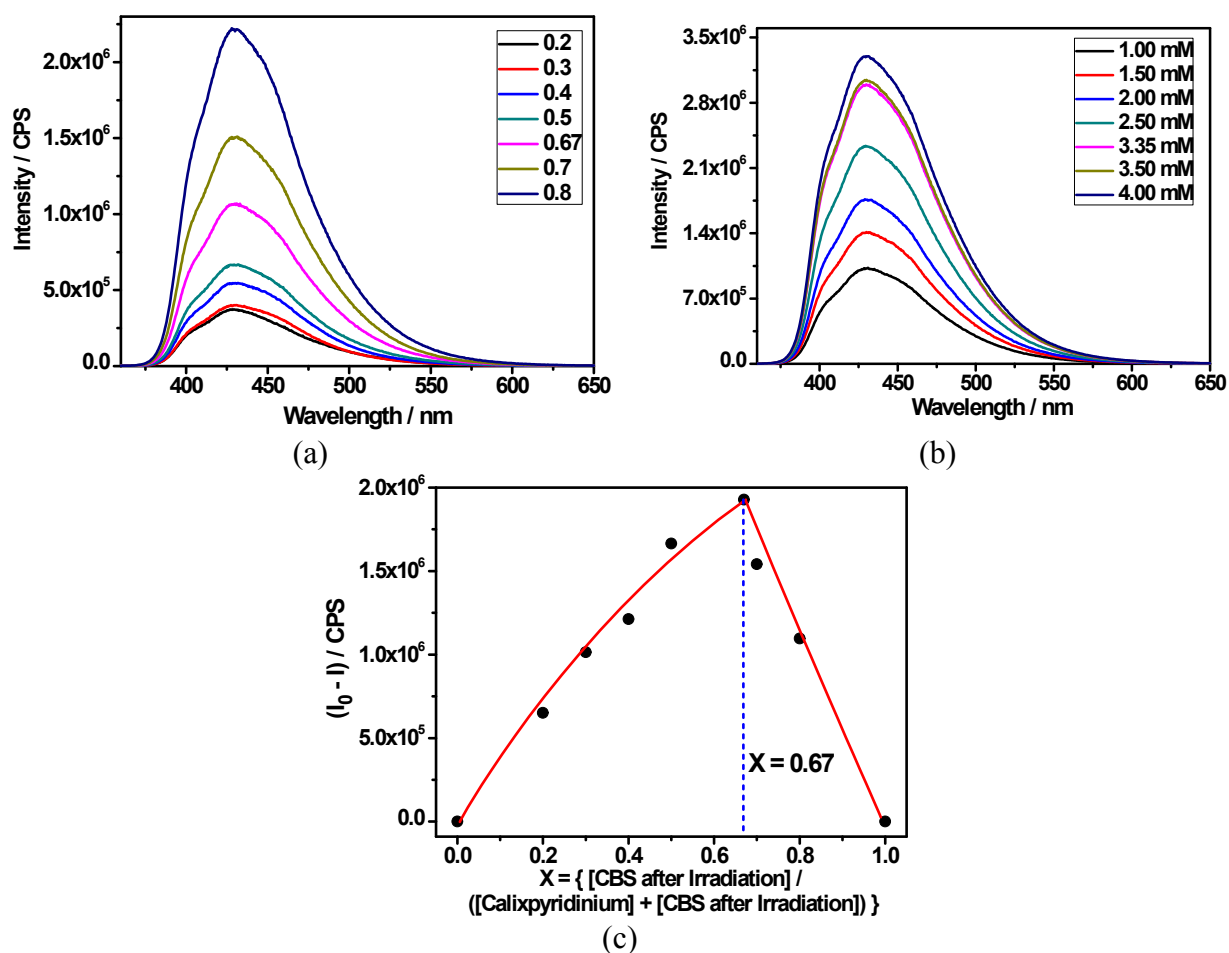 2.0x10⁶
1.5x10⁶
1.0x10⁶
5.0x10⁵
0.0
Intensity / CPS
400 450 500 550 600 650
Wavelength / nm
0.2
0.3
0.4
0.5
0.67
0.7
0.8
(a)
3.5x10⁶
2.8x10⁶
2.1x10⁶
1.4x10⁶
7.0x10⁵
0.0
Intensity / CPS
400 450 500 550 600 650
Wavelength / nm
1.00 mM
1.50 mM
2.00 mM
2.50 mM
3.35 mM
3.50 mM
4.00 mM
(b)
2.0x10⁶
1.5x10⁶
1.0x10⁶
5.0x10⁵
0.0
(I₀ - I) / CPS
X = 0.67
0.0 0.2 0.4 0.6 0.8 1.0
X = { [CBS after Irradiation] /
([Calixpyridinium] + [CBS after Irradiation]) }
(c)